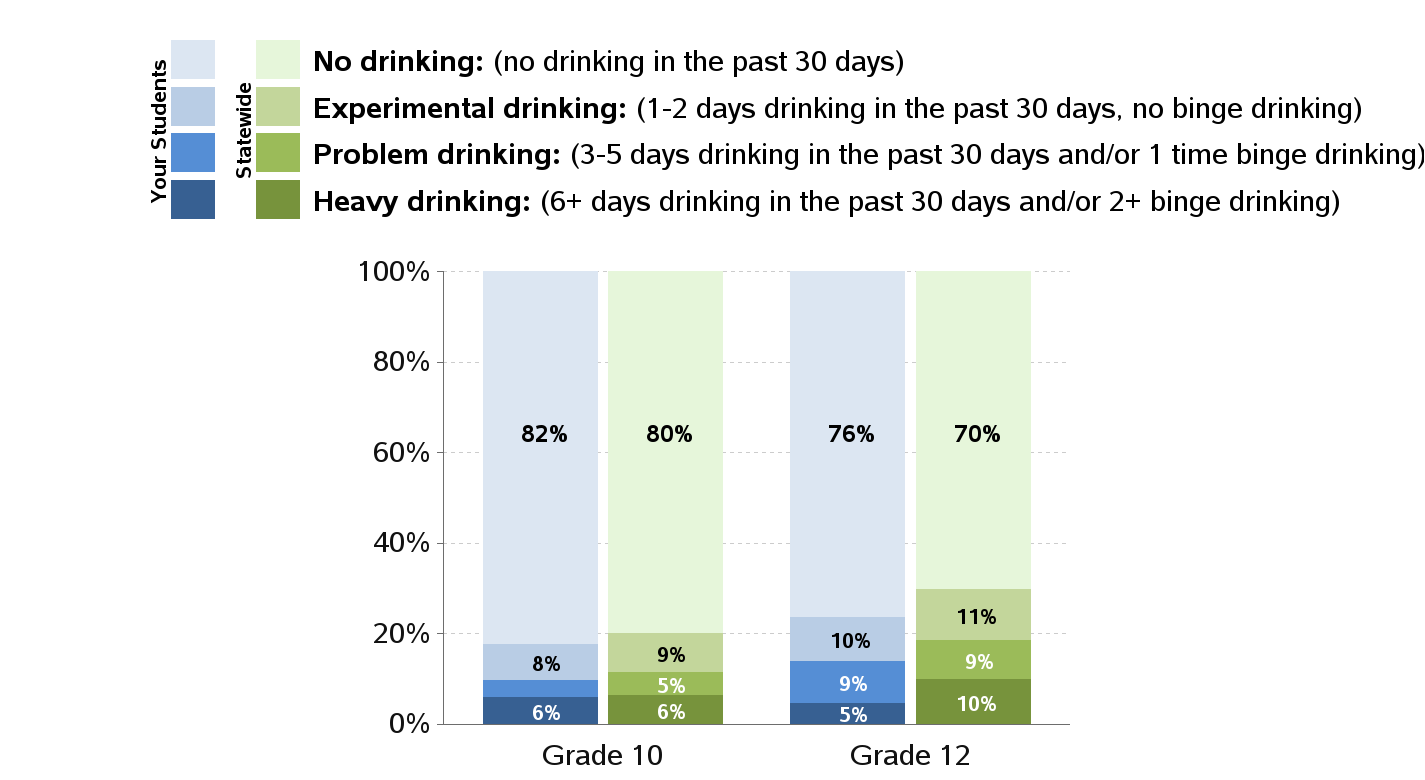 Your Students
Statewide
No drinking: (no drinking in the past 30 days)
Experimental drinking: (1-2 days drinking in the past 30 days, no binge drinking)
Problem drinking: (3-5 days drinking in the past 30 days and/or 1 time binge drinking)
Heavy drinking: (6+ days drinking in the past 30 days and/or 2+ binge drinking)
100%
80%
60%
40%
20%
0%
82%
80%
76%
70%
8%
9%
10%
11%
5%
9%
9%
6%
6%
5%
10%
Grade 10
Grade 12